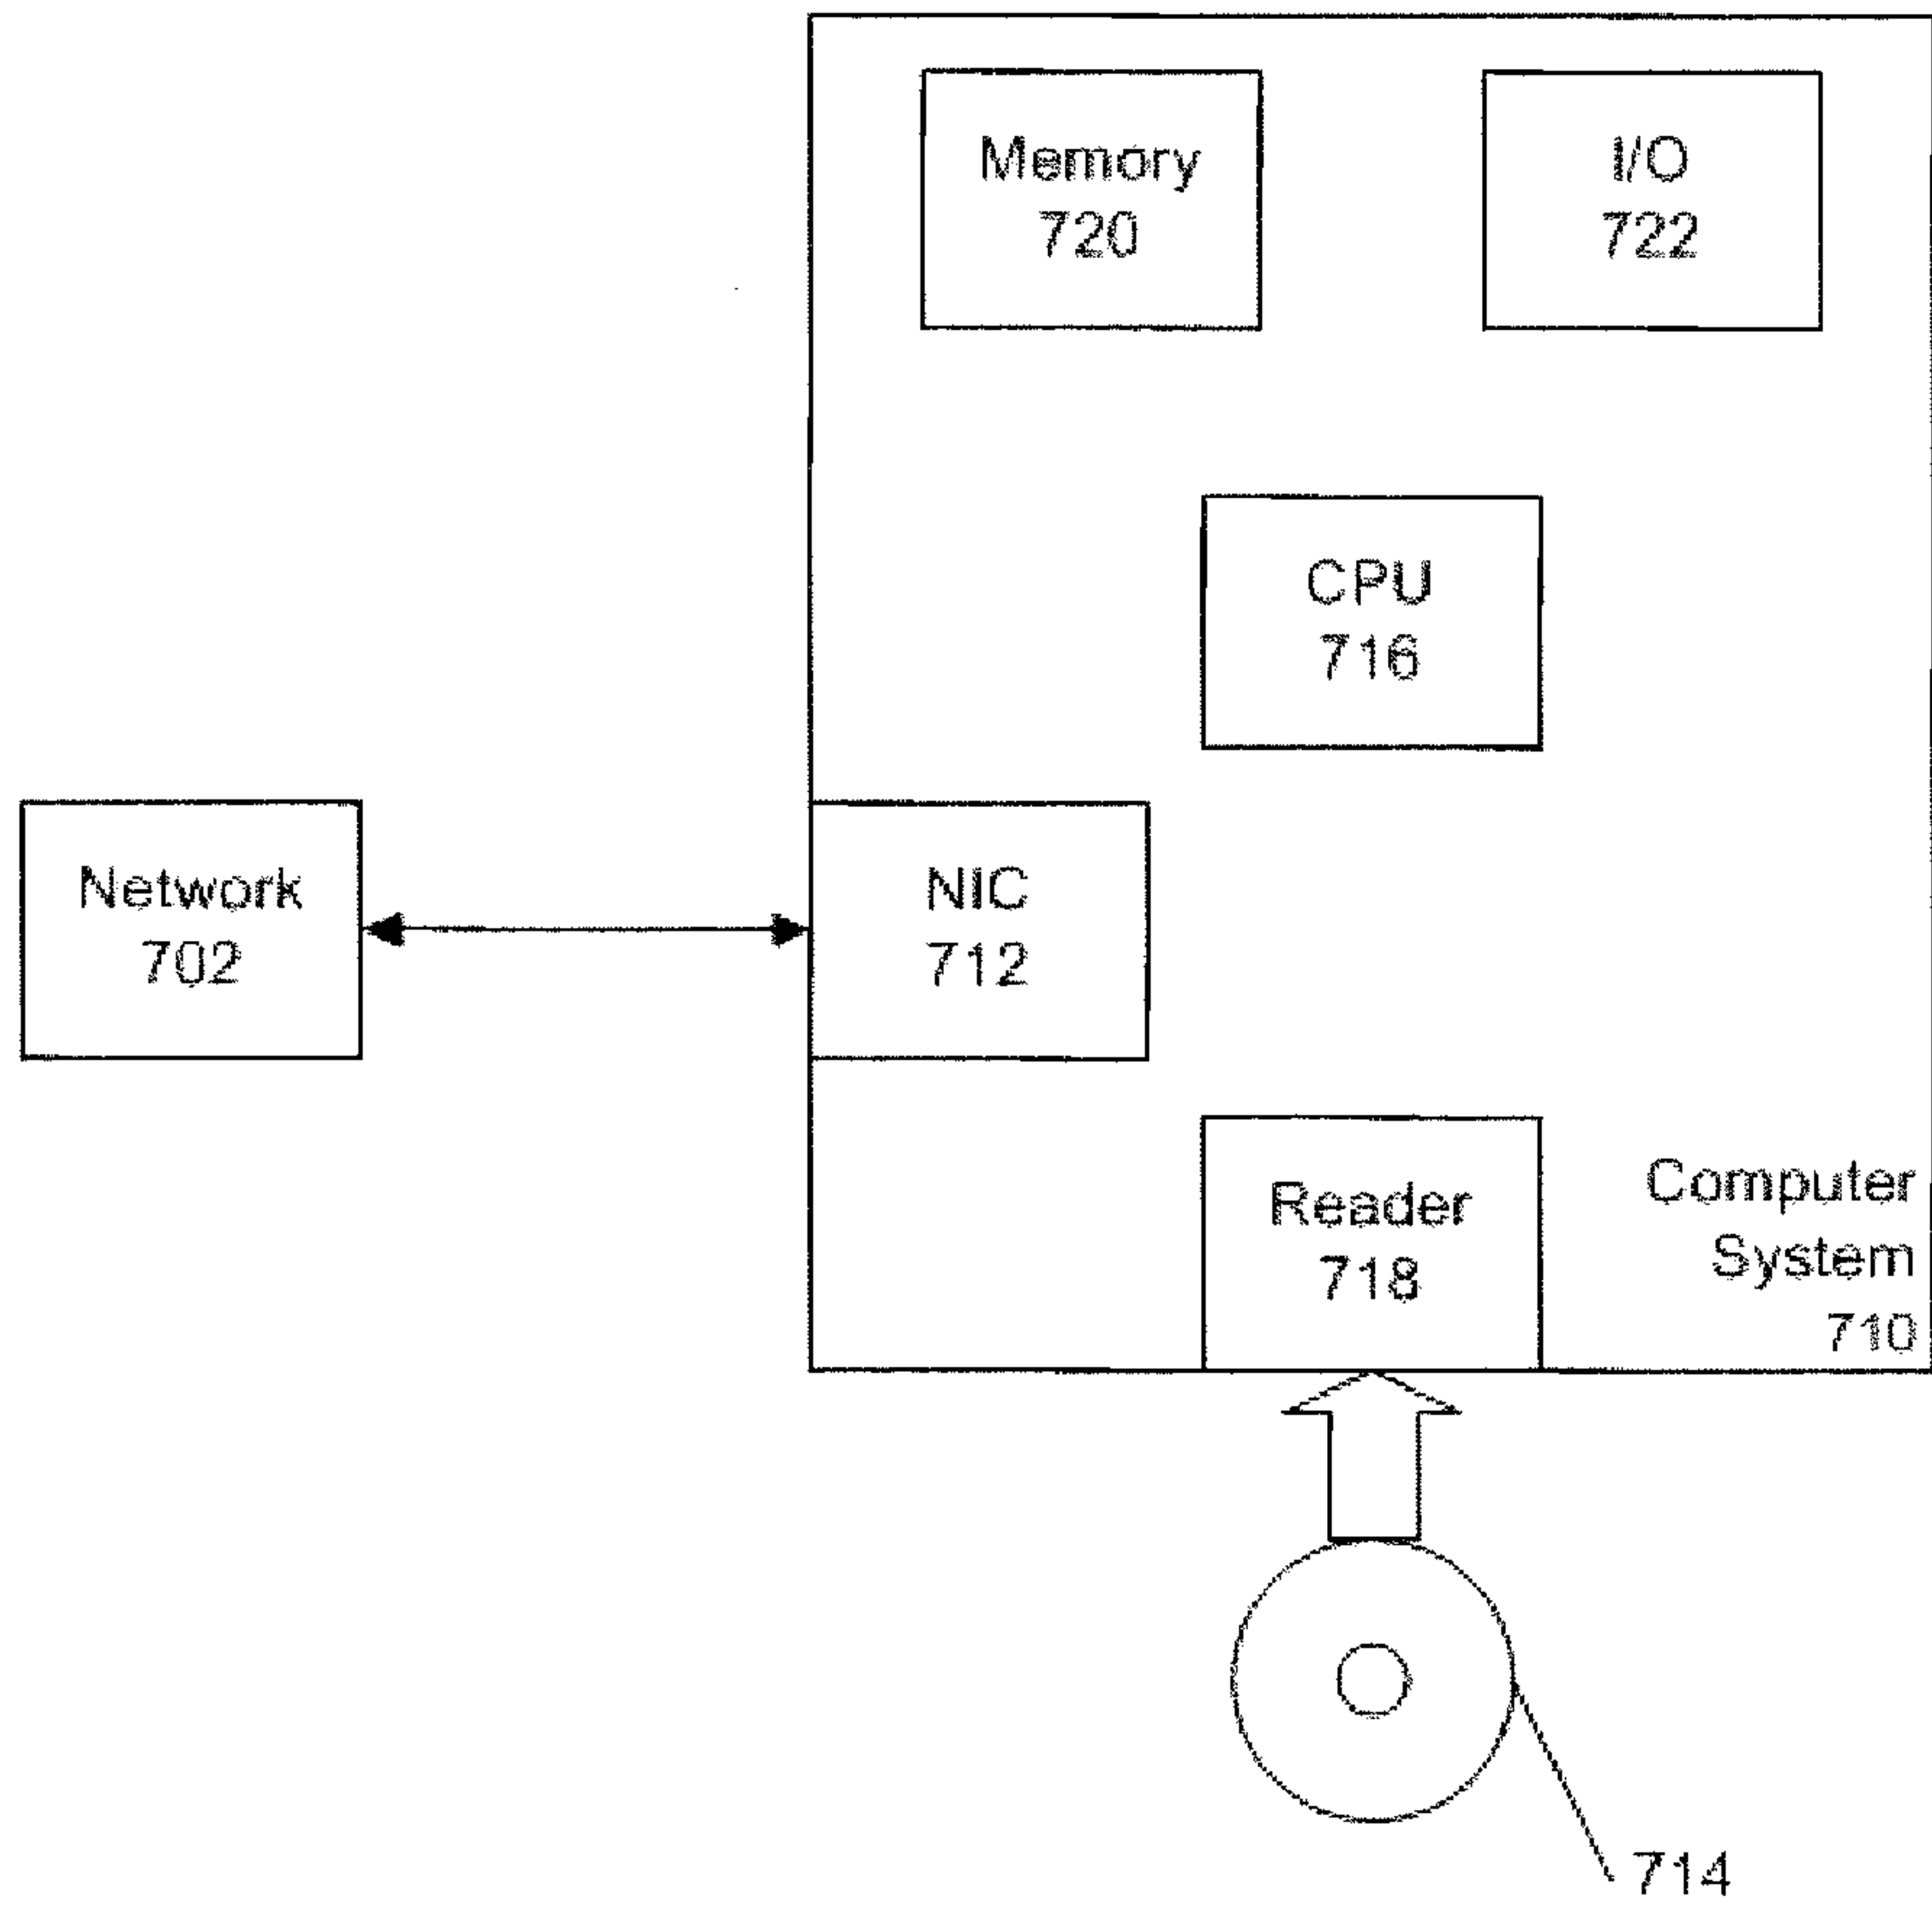 Memory
720
I/O
722
CPU
716
Network
702
NIC
712
Reader
718
Computer
System
710
714